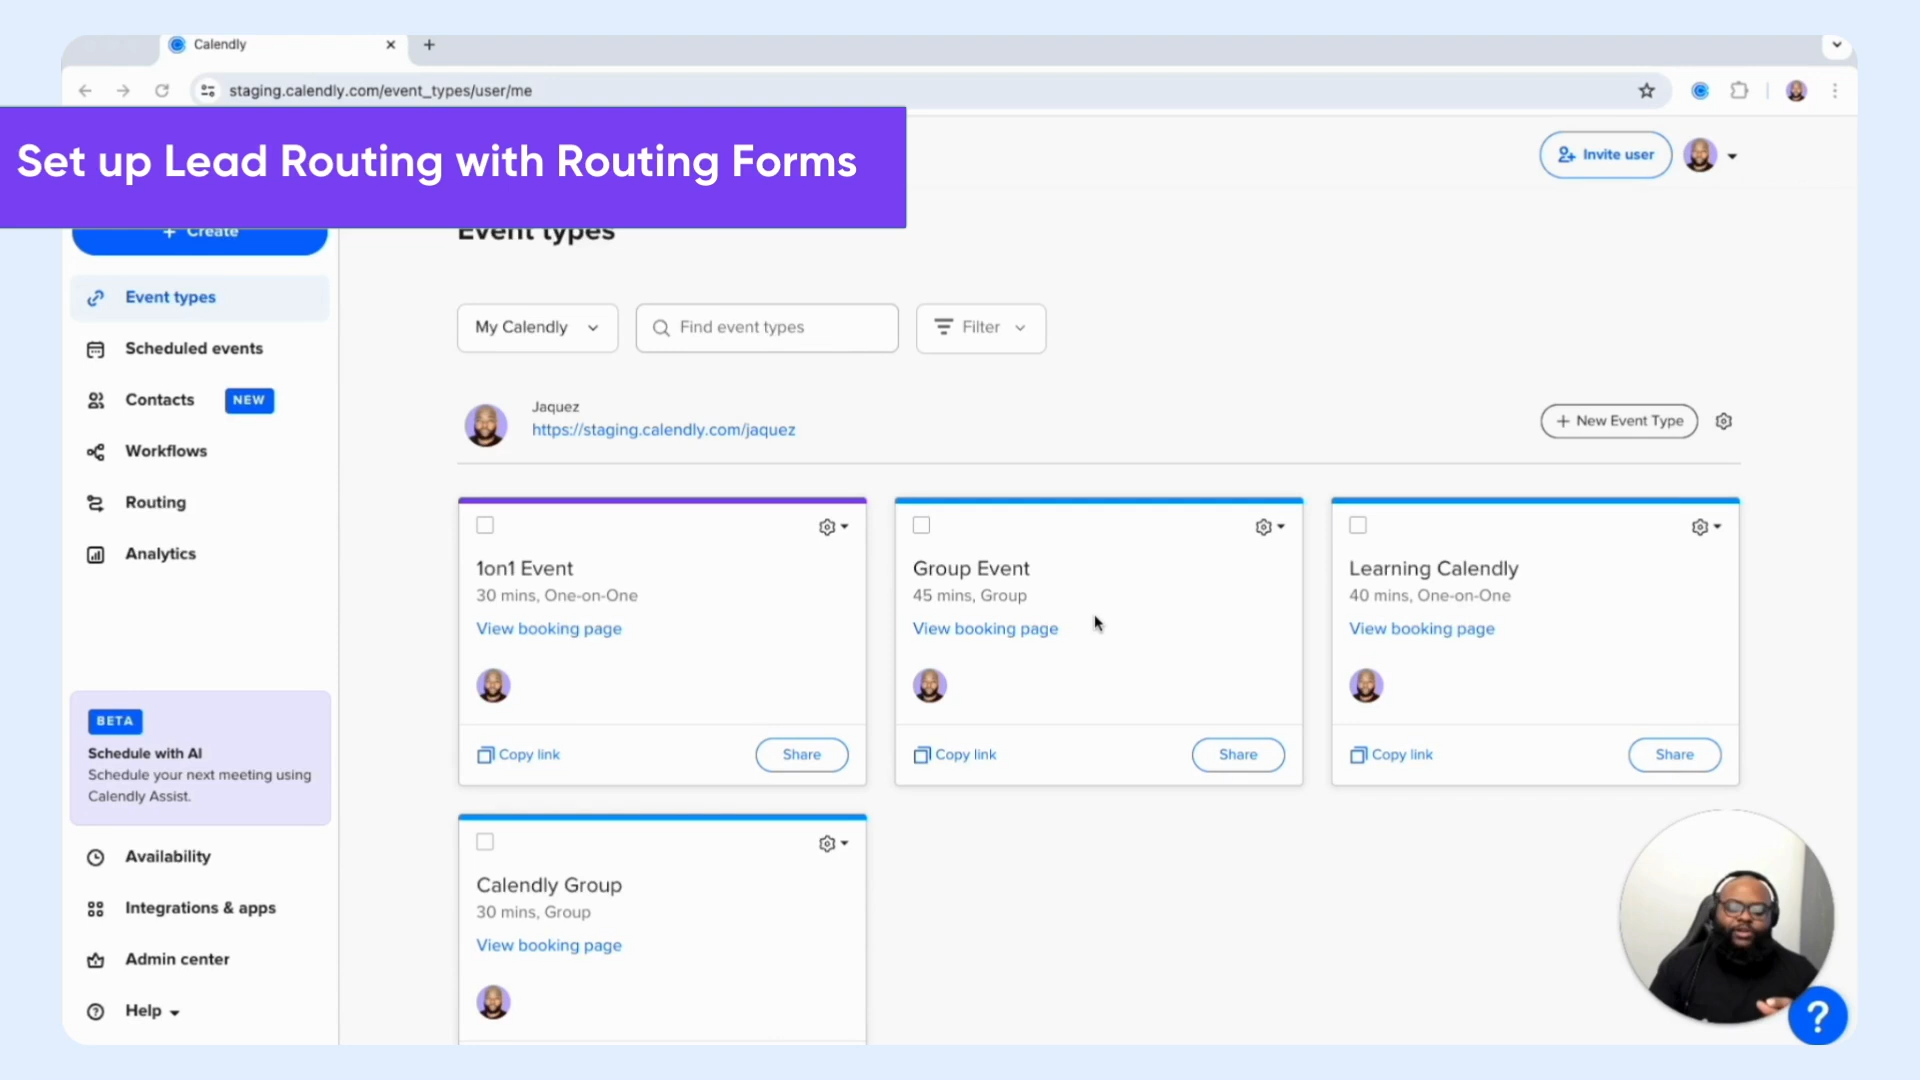 Calendly
staging.calendly.com/event_types/user/me
Set up Lead Routing with Routing Forms
Invite user
+ Create
Event types
Event types
Scheduled events
Contacts NEW
Workflows
Routing
Analytics
BETA
Schedule with AI
Schedule your next meeting using
Calendly Assist.
Availability
Integrations & apps
Admin center
Help
My Calendly
Find event types
Filter
Jaquez
https://staging.calendly.com/jaquez
+ New Event Type
1on1 Event
30 mins, One-on-One
View booking page
Copy link
Share
Group Event
45 mins, Group
View booking page
Copy link
Share
Learning Calendly
40 mins, One-on-One
View booking page
Copy link
Share
Calendly Group
30 mins, Group
View booking page
?